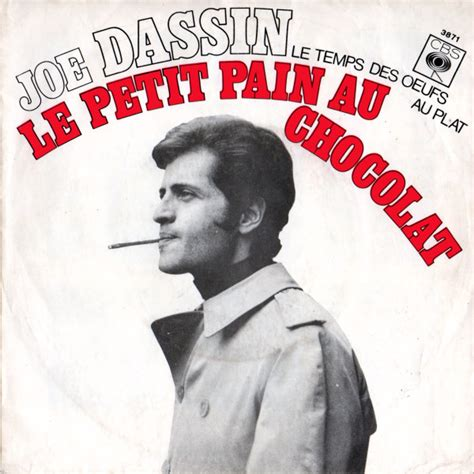 JOE DASSIN
LE PETIT PAIN AU
CHOCOLAT
LE TEMPS DES OEUFS
AU PLAT
3871
CBS